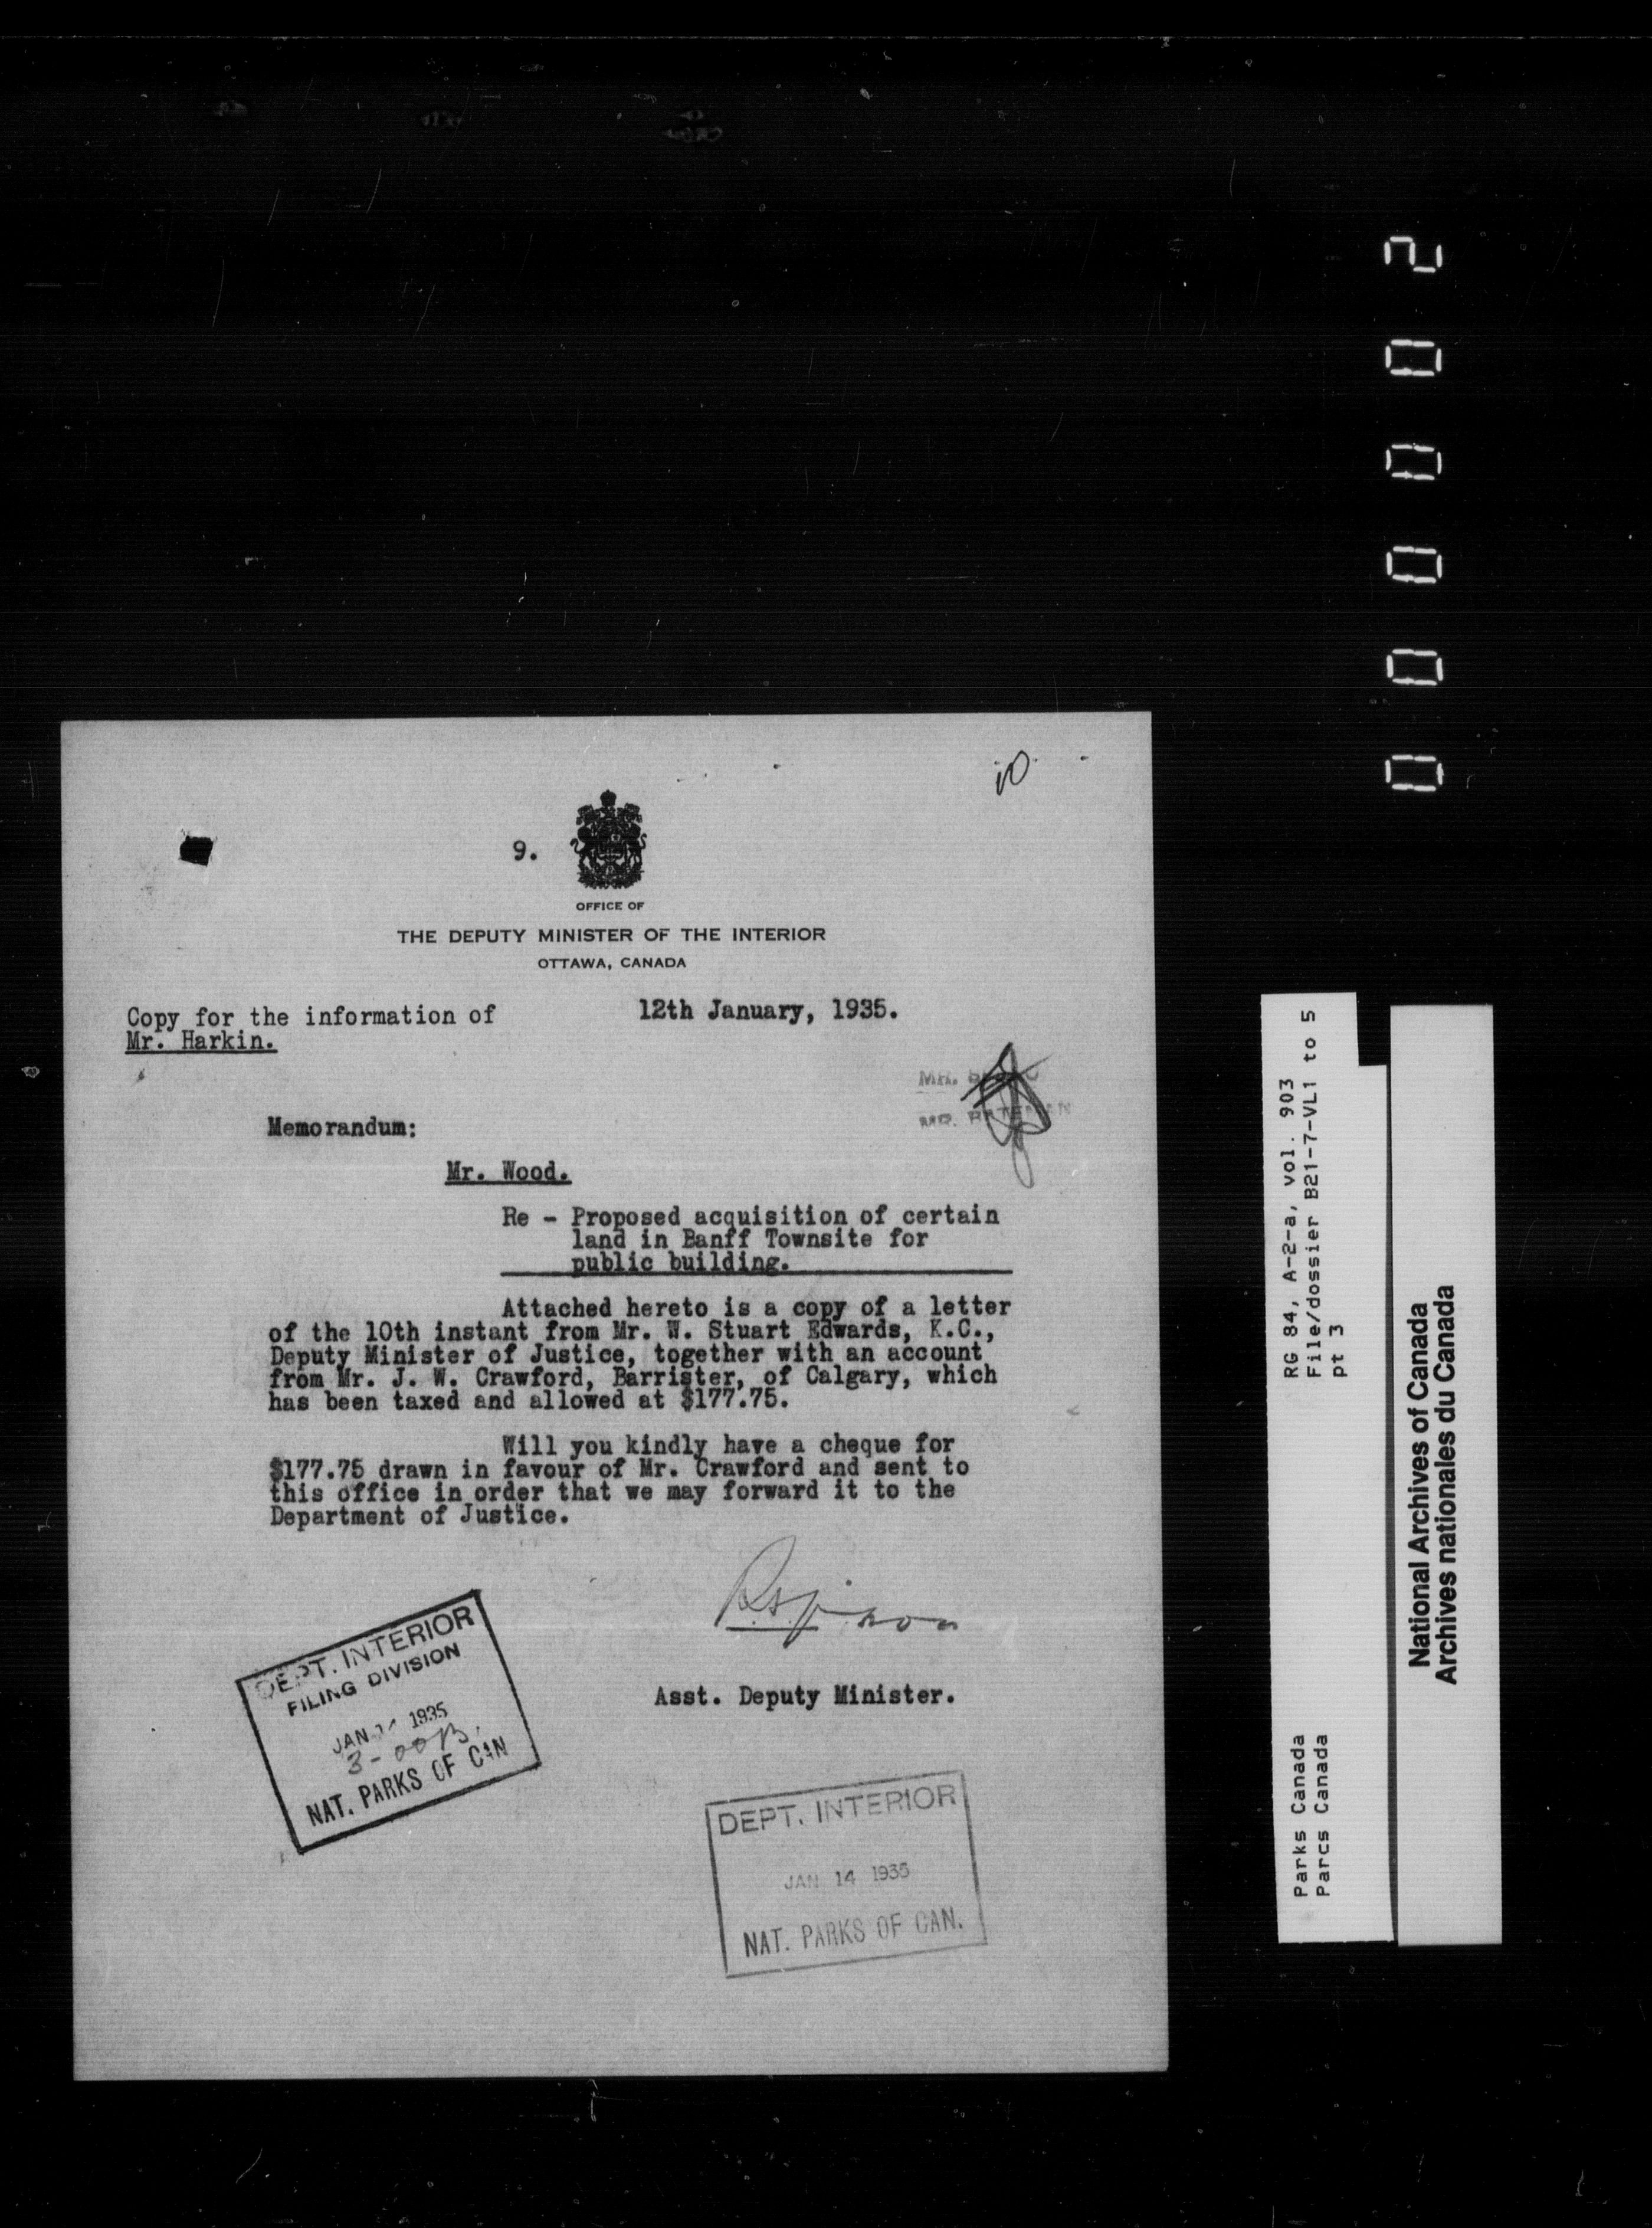 10
9.
OFFICE OF
THE DEPUTY MINISTER OF THE INTERIOR
OTTAWA, CANADA
Copy for the information of
Mr. Harkin.
12th January, 1935.
MR.
MR. BATEMAN
Memorandum:
Mr. Wood.
Re - Proposed acquisition of certain
land in Banff Townsite for
public building.
Attached hereto is a copy of a letter
of the 10th instant from Mr. W. Stuart Edwards, K.C.,
Deputy Minister of Justice, together with an account
from Mr. J. W. Crawford, Barrister, of Calgary, which
has been taxed and allowed at $177.75.
Will you kindly have a cheque for
$177.75 drawn in favour of Mr. Crawford and sent to
this office in order that we may forward it to the
Department of Justice.
Asst. Deputy Minister.
DEPT. INTERIOR
FILING DIVISION
JAN 14 1935
NAT. PARKS OF CAN
DEPT. INTERIOR
JAN 14 1935
NAT. PARKS OF CAN.
000002
RG 84, A-2-a, vol. 903
File/dossier B21-7-VL1 to 5
pt 3
Parks Canada
Parcs Canada
National Archives of Canada
Archives nationales du Canada